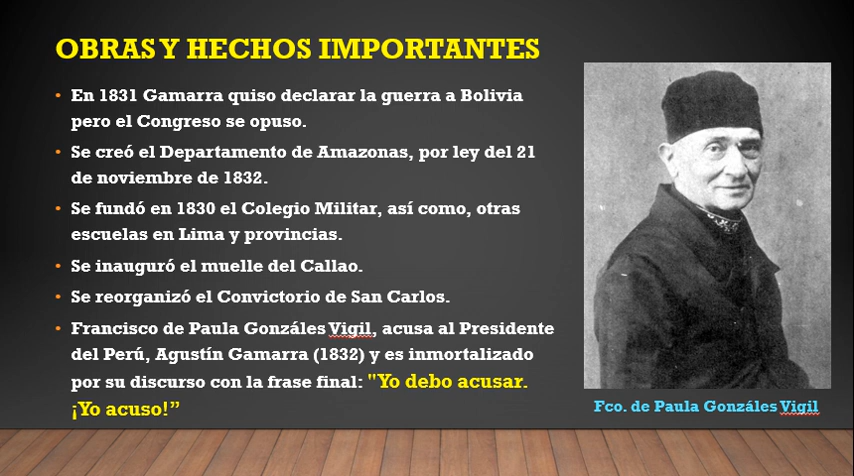 OBRAS Y HECHOS IMPORTANTES
• En 1831 Gamarra quiso declarar la guerra a Bolivia
pero el Congreso se opuso.
• Se creó el Departamento de Amazonas, por ley del 21
de noviembre de 1832.
• Se fundó en 1830 el Colegio Militar, así como, otras
escuelas en Lima y provincias.
• Se inauguró el muelle del Callao.
• Se reorganizó el Convictorio de San Carlos.
• Francisco de Paula Gonzáles Vigil, acusa al Presidente
del Perú, Agustín Gamarra (1832) y es inmortalizado
por su discurso con la frase final: "Yo debo acusar.
¡Yo acuso!”
Fco. de Paula Gonzáles Vigil